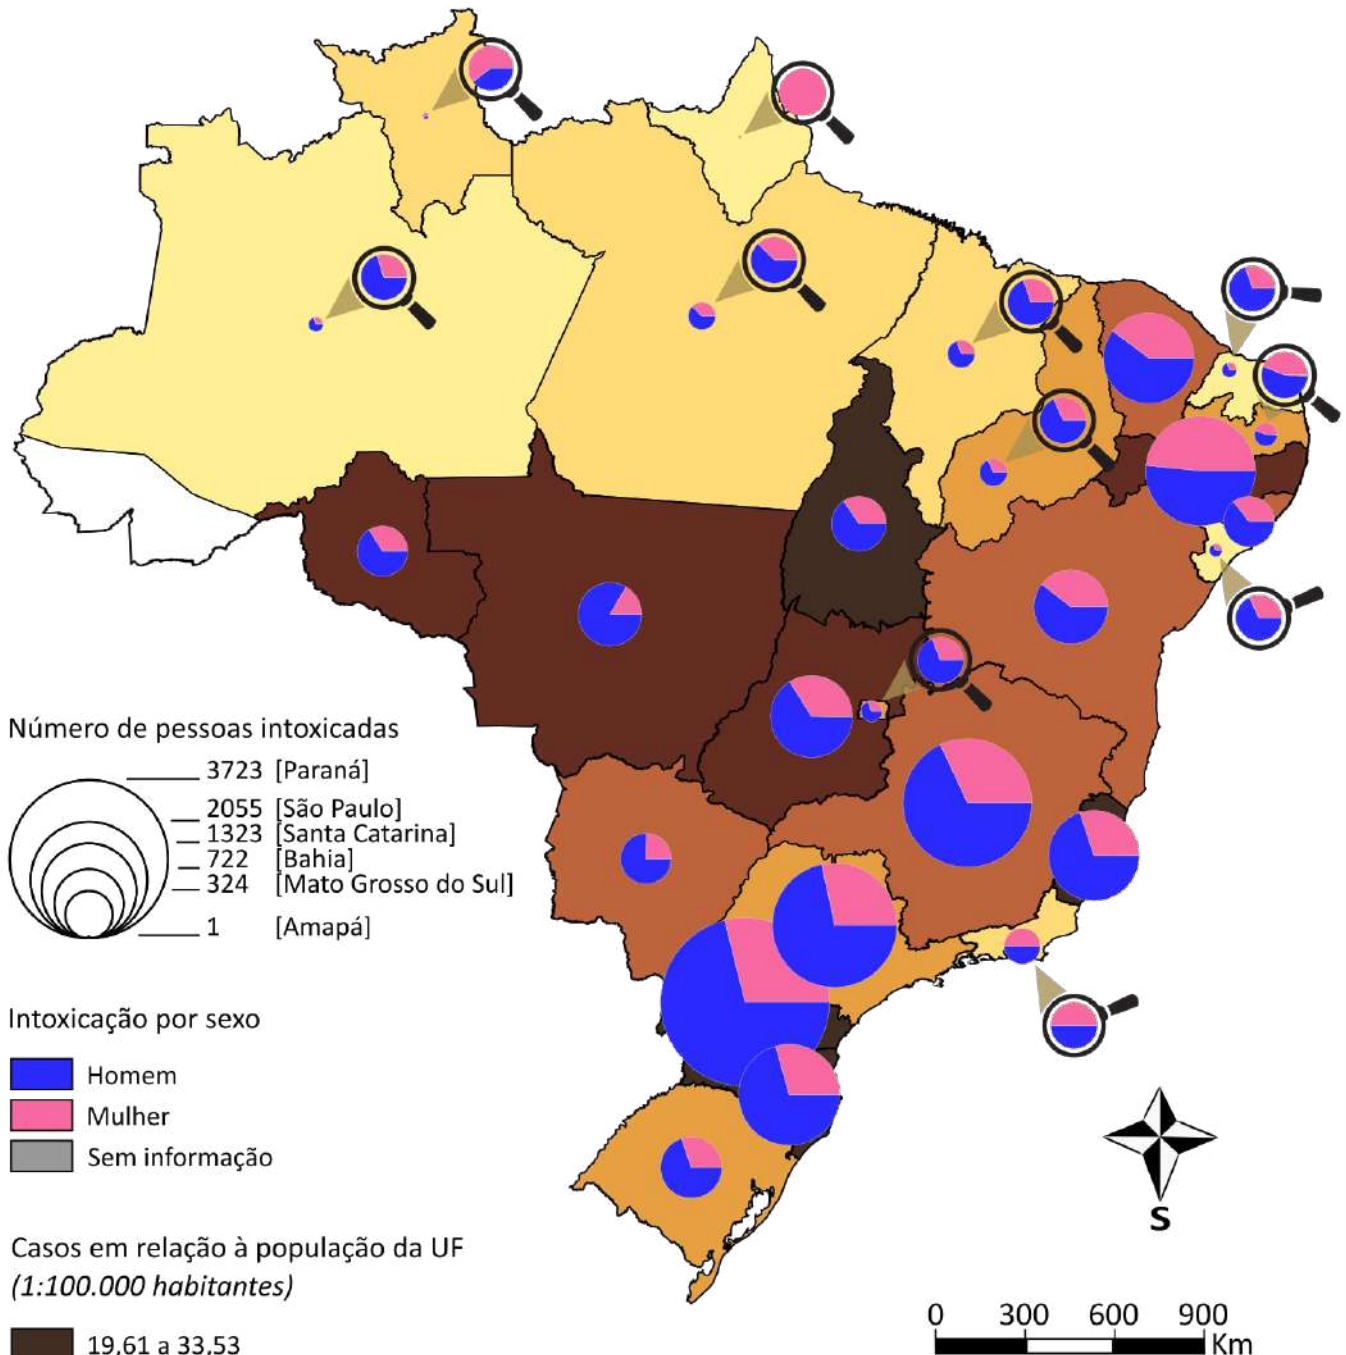 Número de pessoas intoxicadas
3723 [Paraná]
2055 [São Paulo]
1323 [Santa Catarina]
722 [Bahia]
324 [Mato Grosso do Sul]
1 [Amapá]
Intoxicação por sexo
Homem
Mulher
Sem informação
Casos em relação à população da UF
(1:100.000 habitantes)
19,61 a 33,53
S
0 300 600 900
Km